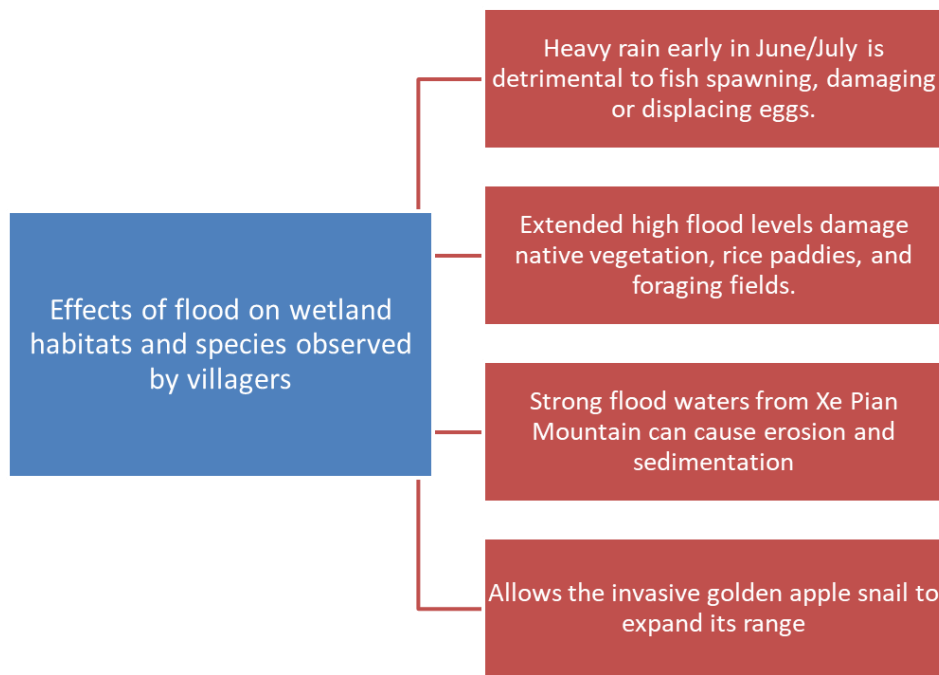 Effects of flood on wetland
habitats and species observed
by villagers
Heavy rain early in June/July is
detrimental to fish spawning, damaging
or displacing eggs.
Extended high flood levels damage
native vegetation, rice paddies, and
foraging fields.
Strong flood waters from Xe Pian
Mountain can cause erosion and
sedimentation
Allows the invasive golden apple snail to
expand its range